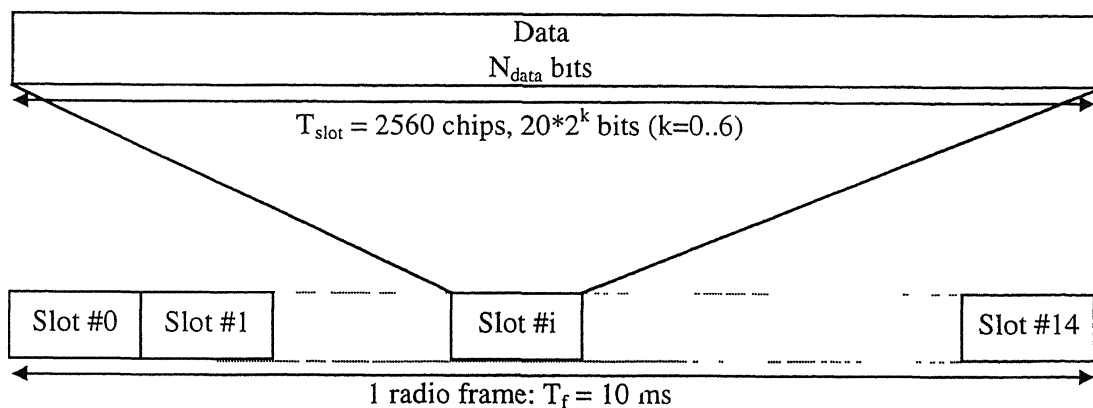 Data
N_data bits
T_slot = 2560 chips, 20*2^k bits (k=0..6)
Slot #0 Slot #1 Slot #i Slot #14
1 radio frame: T_f = 10 ms